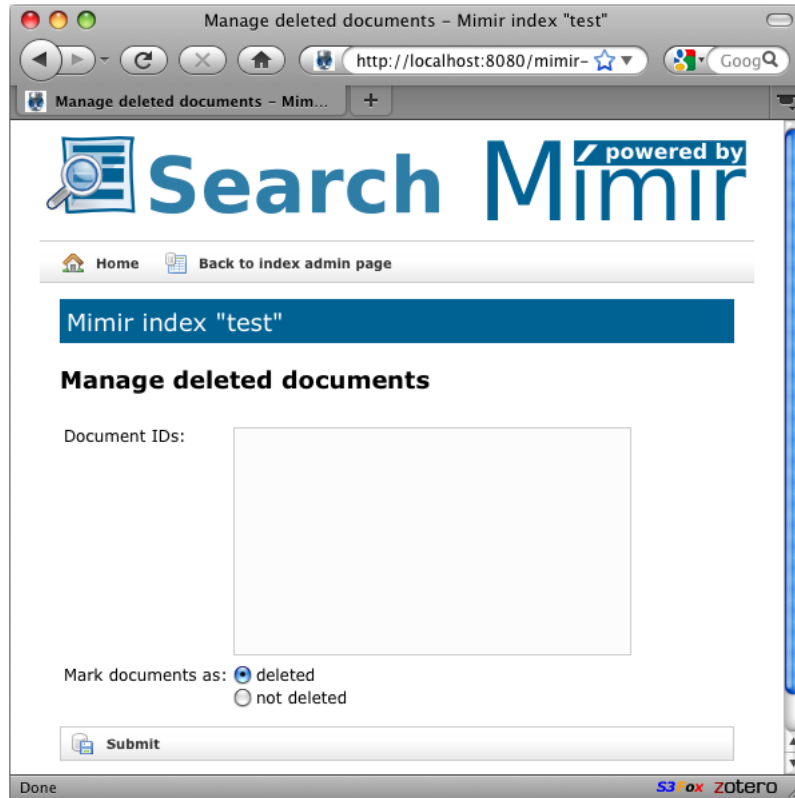 Manage deleted documents – Mimir index "test"
http://localhost:8080/mimir-
Goog
Manage deleted documents – Mim...
+
Search
Mimir
powered by
Home
Back to index admin page
Mimir index "test"
Manage deleted documents
Document IDs:
Mark documents as:
deleted
not deleted
Submit
Done
S3Fox
zotero